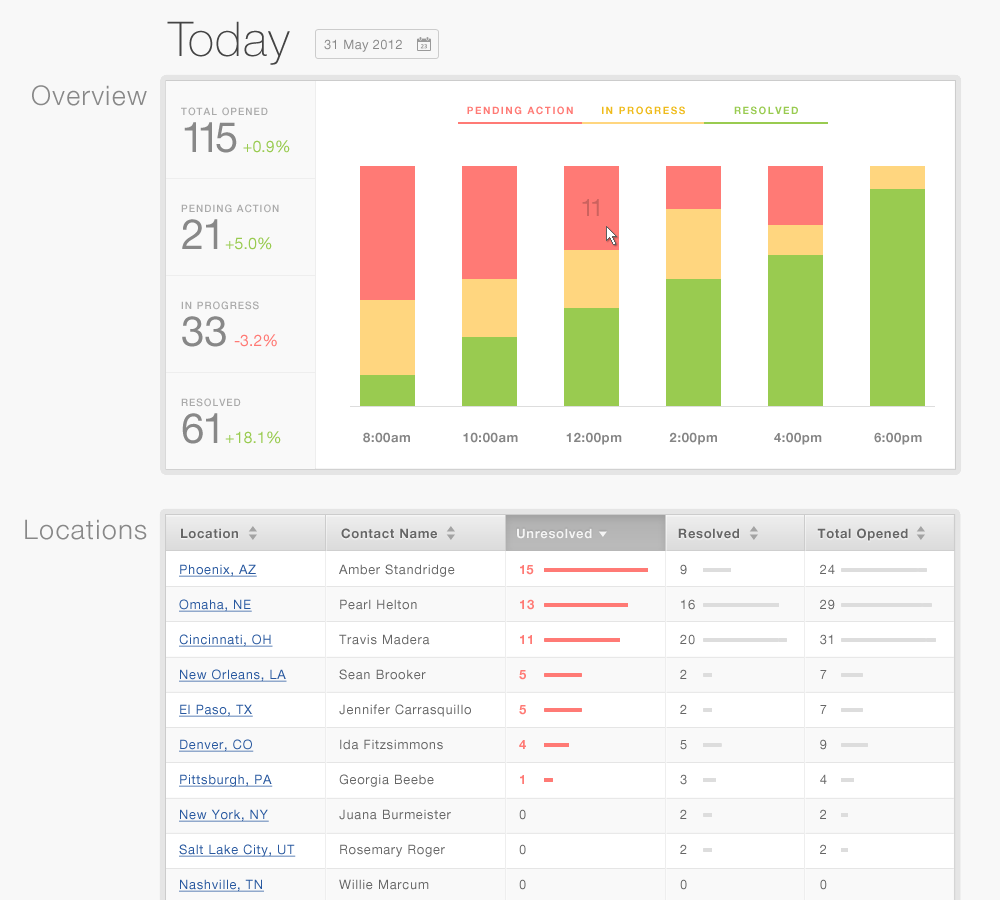 Today
31 May 2012
23
Overview
TOTAL OPENED
115 +0.9%
PENDING ACTION
21 +5.0%
IN PROGRESS
33 -3.2%
RESOLVED
61 +18.1%
PENDING ACTION IN PROGRESS RESOLVED
11
8:00am 10:00am 12:00pm 2:00pm 4:00pm 6:00pm
Locations
Location Contact Name Unresolved Resolved Total Opened
Phoenix, AZ Amber Standridge 15 9 24
Omaha, NE Pearl Helton 13 16 29
Cincinnati, OH Travis Madera 11 20 31
New Orleans, LA Sean Brooker 5 2 7
El Paso, TX Jennifer Carrasquillo 5 2 7
Denver, CO Ida Fitzsimmons 4 5 9
Pittsburgh, PA Georgia Beebe 1 3 4
New York, NY Juana Burmeister 0 2 2
Salt Lake City, UT Rosemary Roger 0 2 2
Nashville, TN Willie Marcum 0 0 0